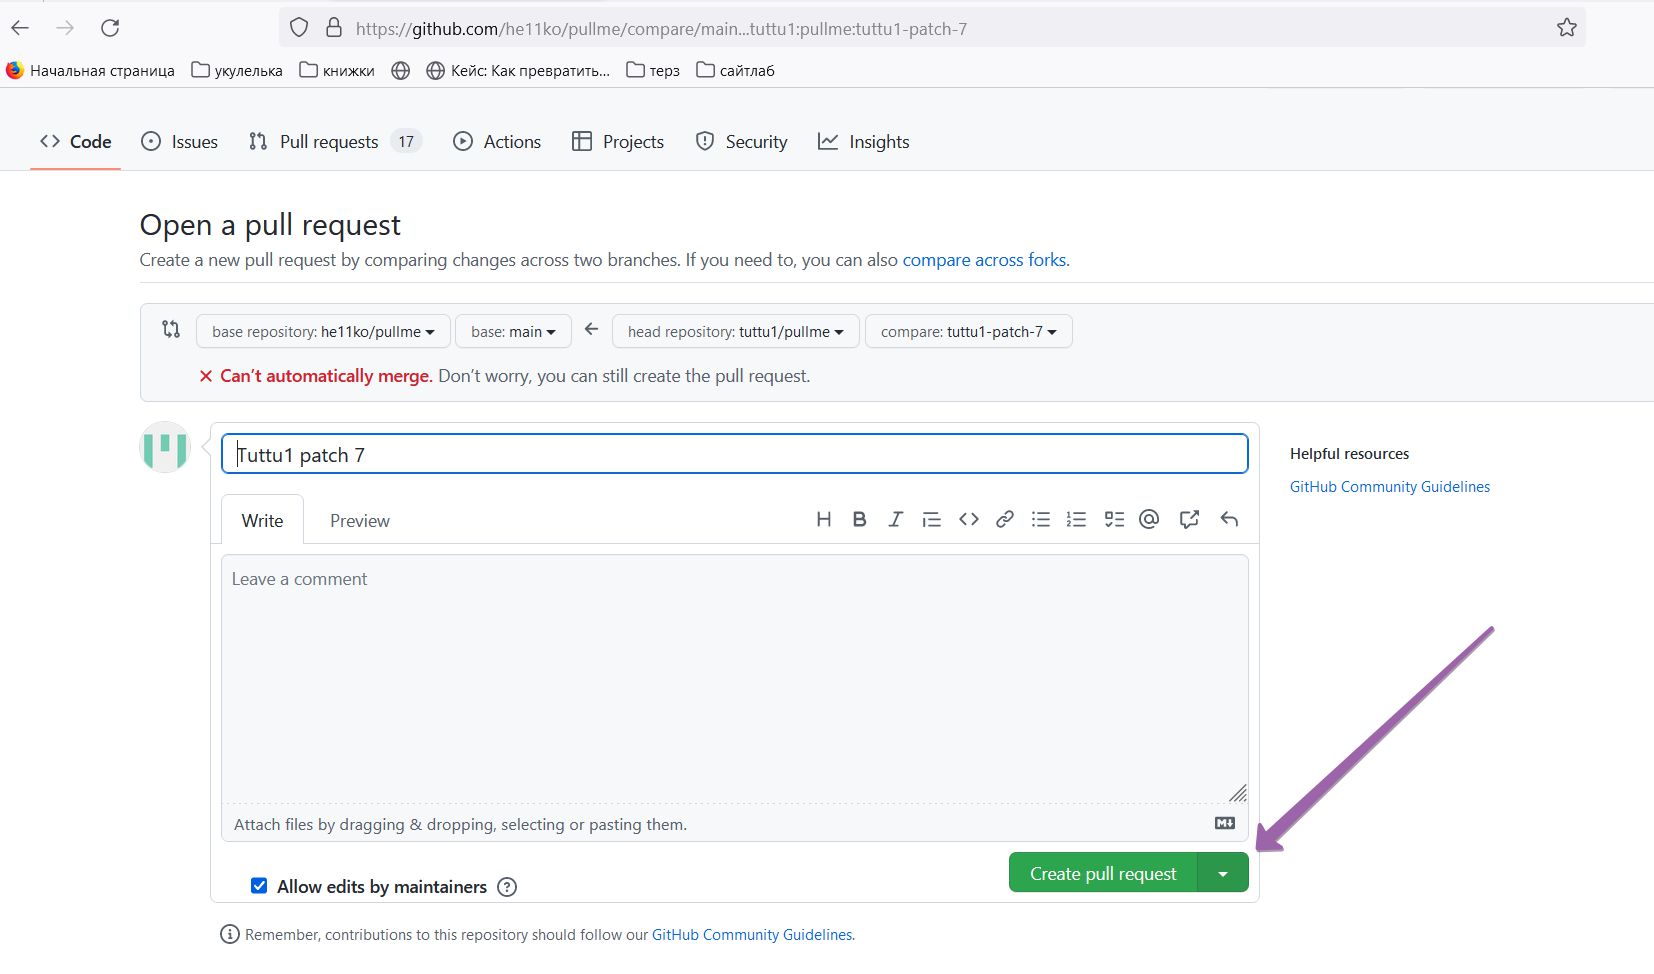 https://github.com/he11ko/pullme/compare/main...tuttu1:pullme:tuttu1-patch-7
Начальная страница укулелька книжки Кейс: Как превратить... терз сайтлаб
Code Issues Pull requests 17 Actions Projects Security Insights
Open a pull request
Create a new pull request by comparing changes across two branches. If you need to, you can also compare across forks.
base repository: he11ko/pullme base: main head repository: tuttu1/pullme compare: tuttu1-patch-7
Can't automatically merge. Don't worry, you can still create the pull request.
Tuttu1 patch 7
Helpful resources
GitHub Community Guidelines
Write Preview
Leave a comment
Attach files by dragging & dropping, selecting or pasting them.
Create pull request
Allow edits by maintainers
Remember, contributions to this repository should follow our GitHub Community Guidelines.